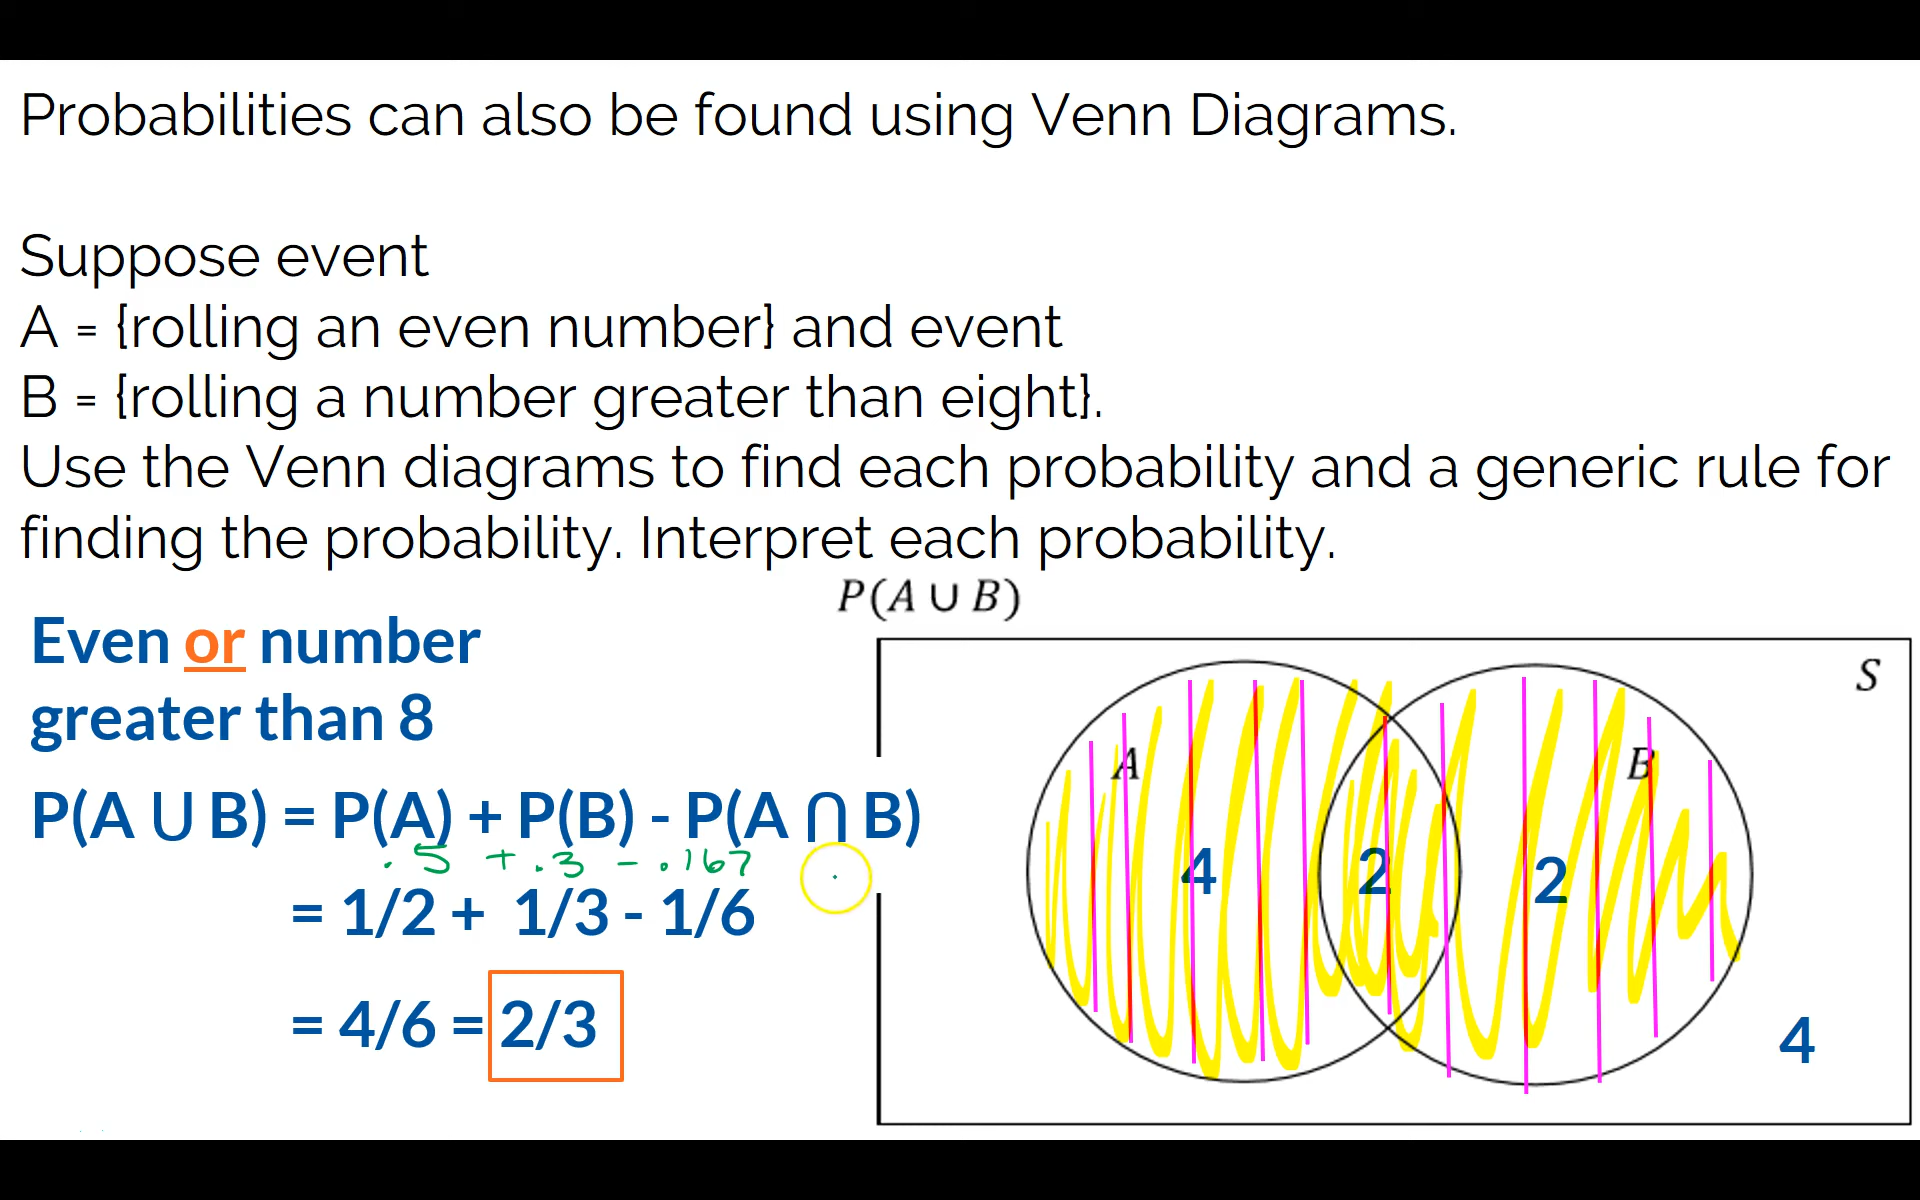 Probabilities can also be found using Venn Diagrams.
Suppose event
A = {rolling an even number} and event
B = {rolling a number greater than eight}.
Use the Venn diagrams to find each probability and a generic rule for
finding the probability. Interpret each probability.
P(A ∪ B)
Even or number
greater than 8
P(A ∪ B) = P(A) + P(B) - P(A ∩ B)
.5 + .3 - .167
= 1/2 + 1/3 - 1/6
= 4/6 = 2/3
S
A
B
4
2
2
4